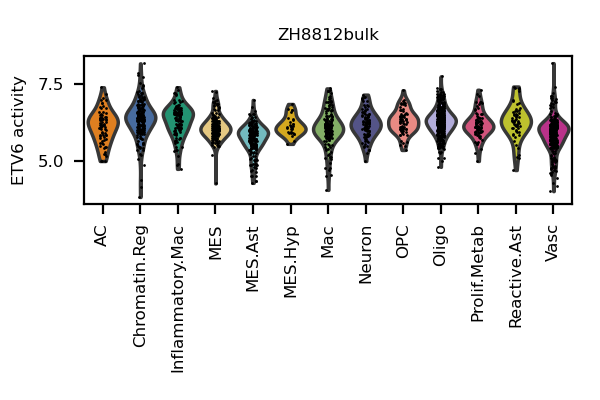 ZH8812bulk
ETV6 activity
7.5
5.0
AC
Chromatin.Reg
Inflammatory.Mac
MES
MES.Ast
MES.Hyp
Mac
Neuron
OPC
Oligo
Prolif.Metab
Reactive.Ast
Vasc